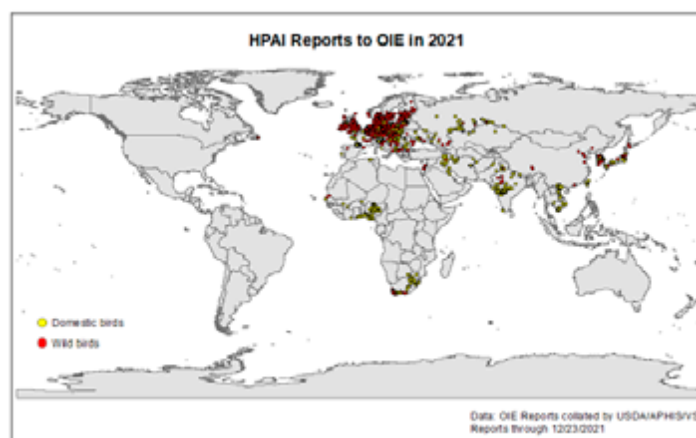 HPAI Reports to OIE in 2021
Domestic birds
Wild birds
Data: OIE Reports collated by USDA/APHIS/VS
Reports through 12/23/2021